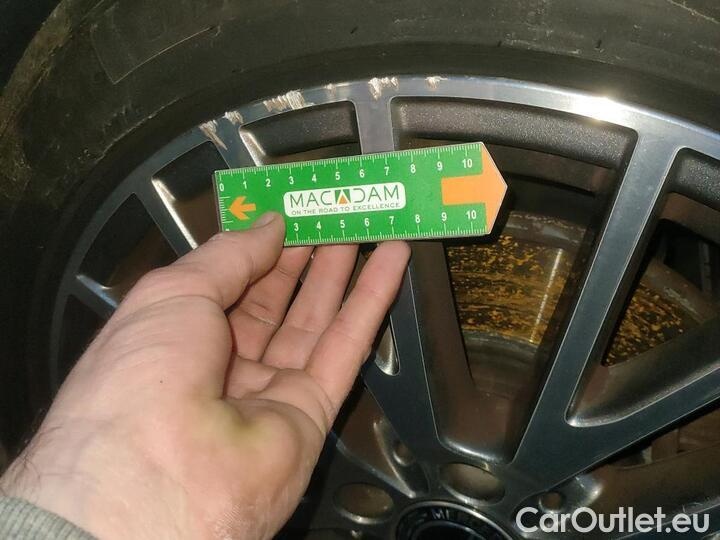 0 1 2 3 4 5 6 7 8 9 10
MACADAM
ON THE ROAD TO EXCELLENCE
3 4 5 6 7 8 9 10
CarOutlet.eu